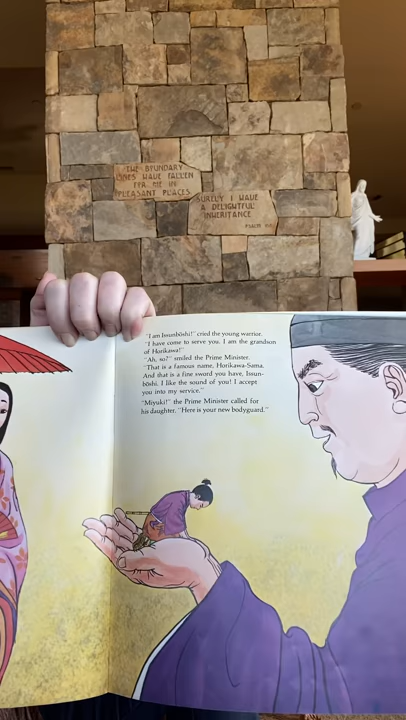 THE BOUNDARY
LINES HAVE FALLEN
FOR ME IN
PLEASANT PLACES
SURELY I HAVE
A DELIGHTFUL
INHERITANCE
"I am Issunbōshi!" cried the young warrior.
"I have come to serve you. I am the grandson
of Horikawa!"
"Ah, so?" smiled the Prime Minister.
"That is a famous name, Horikawa-Sama.
And that is a fine sword you have, Issun-
bōshi. I like the sound of you! I accept
you into my service."
"Miyuki!" the Prime Minister called for
his daughter. "Here is your new bodyguard."